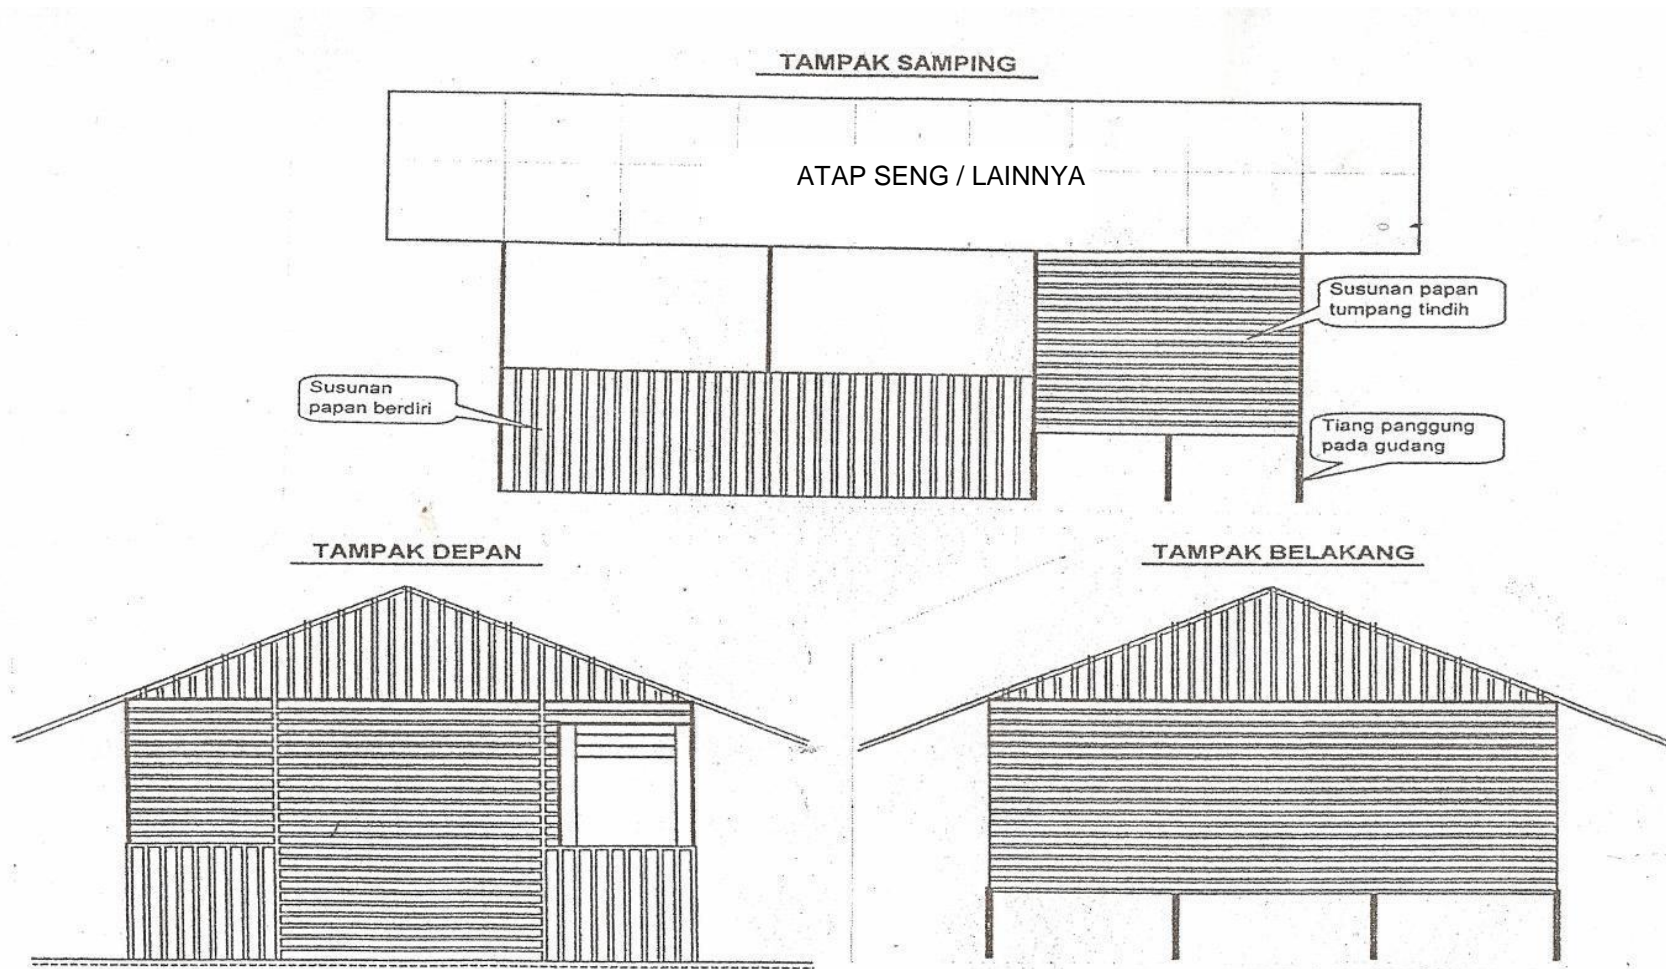 TAMPAK SAMPING
ATAP SENG / LAINNYA
Susunan papan
tumpang tindih
Susunan
papan berdiri
Tiang panggung
pada gudang
TAMPAK DEPAN
TAMPAK BELAKANG